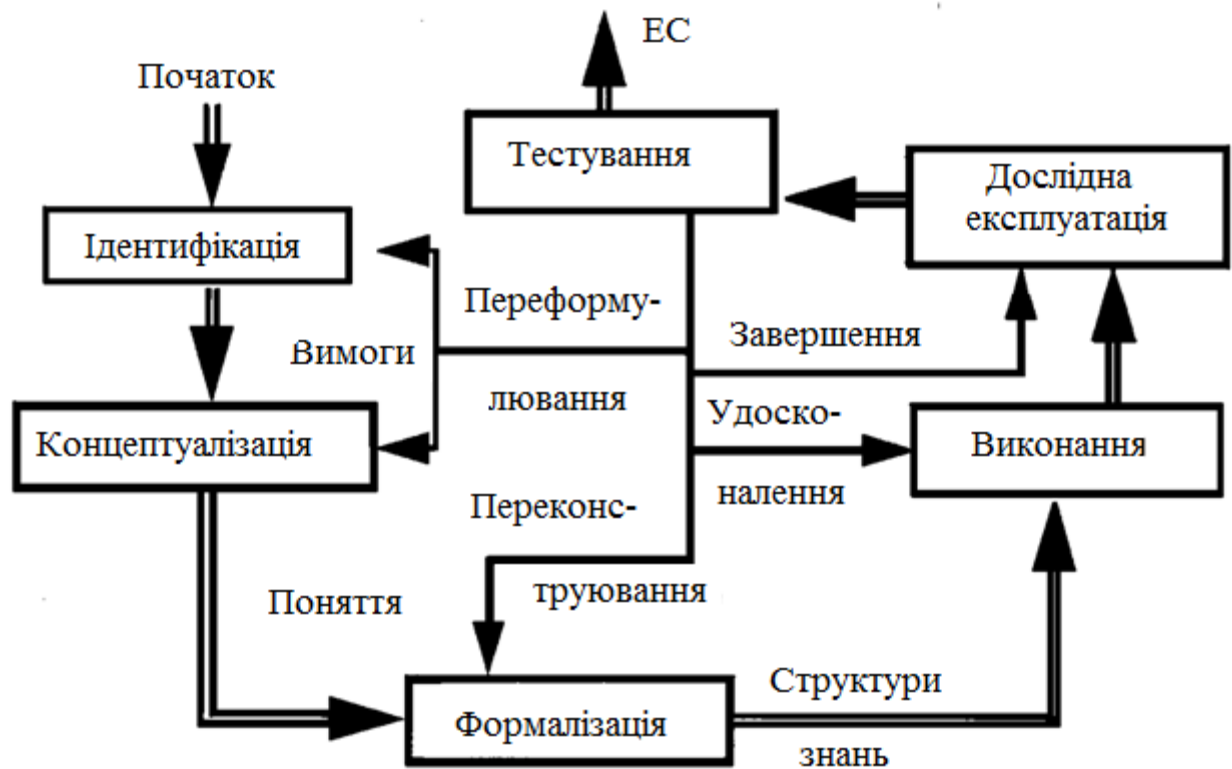 ЕС
Початок
Тестування
Дослідна
експлуатація
Ідентифікація
Переформу-
лювання
Вимоги
Завершення
Концептуалізація
Удоско-
налення
Виконання
Переконс-
труювання
Поняття
Формалізація
Структури
знань